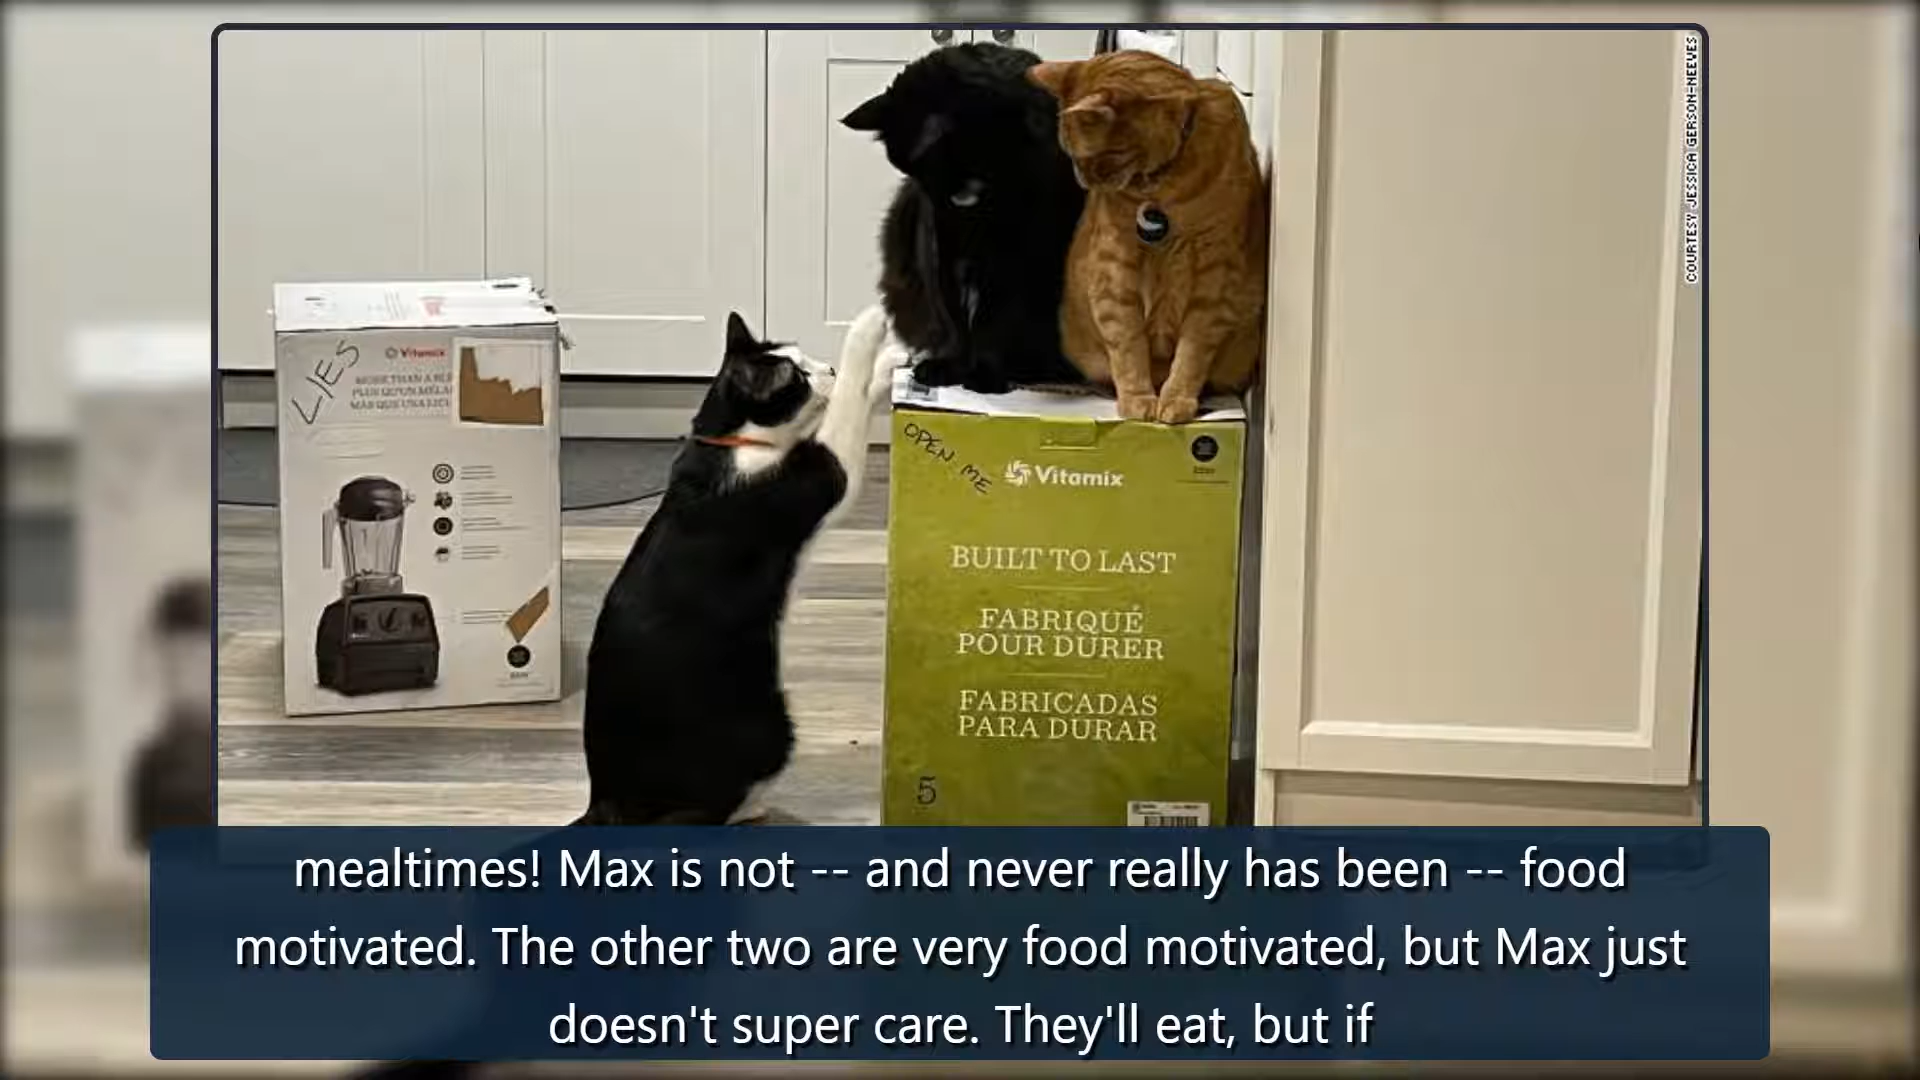 COURTESY JESSICA GERSON-NEEVES
LIES
Vitamix
OPEN ME
Vitamix
BUILT TO LAST
FABRIQUÉ
POUR DURER
FABRICADAS
PARA DURAR
5
mealtimes! Max is not -- and never really has been -- food
motivated. The other two are very food motivated, but Max just
doesn't super care. They'll eat, but if